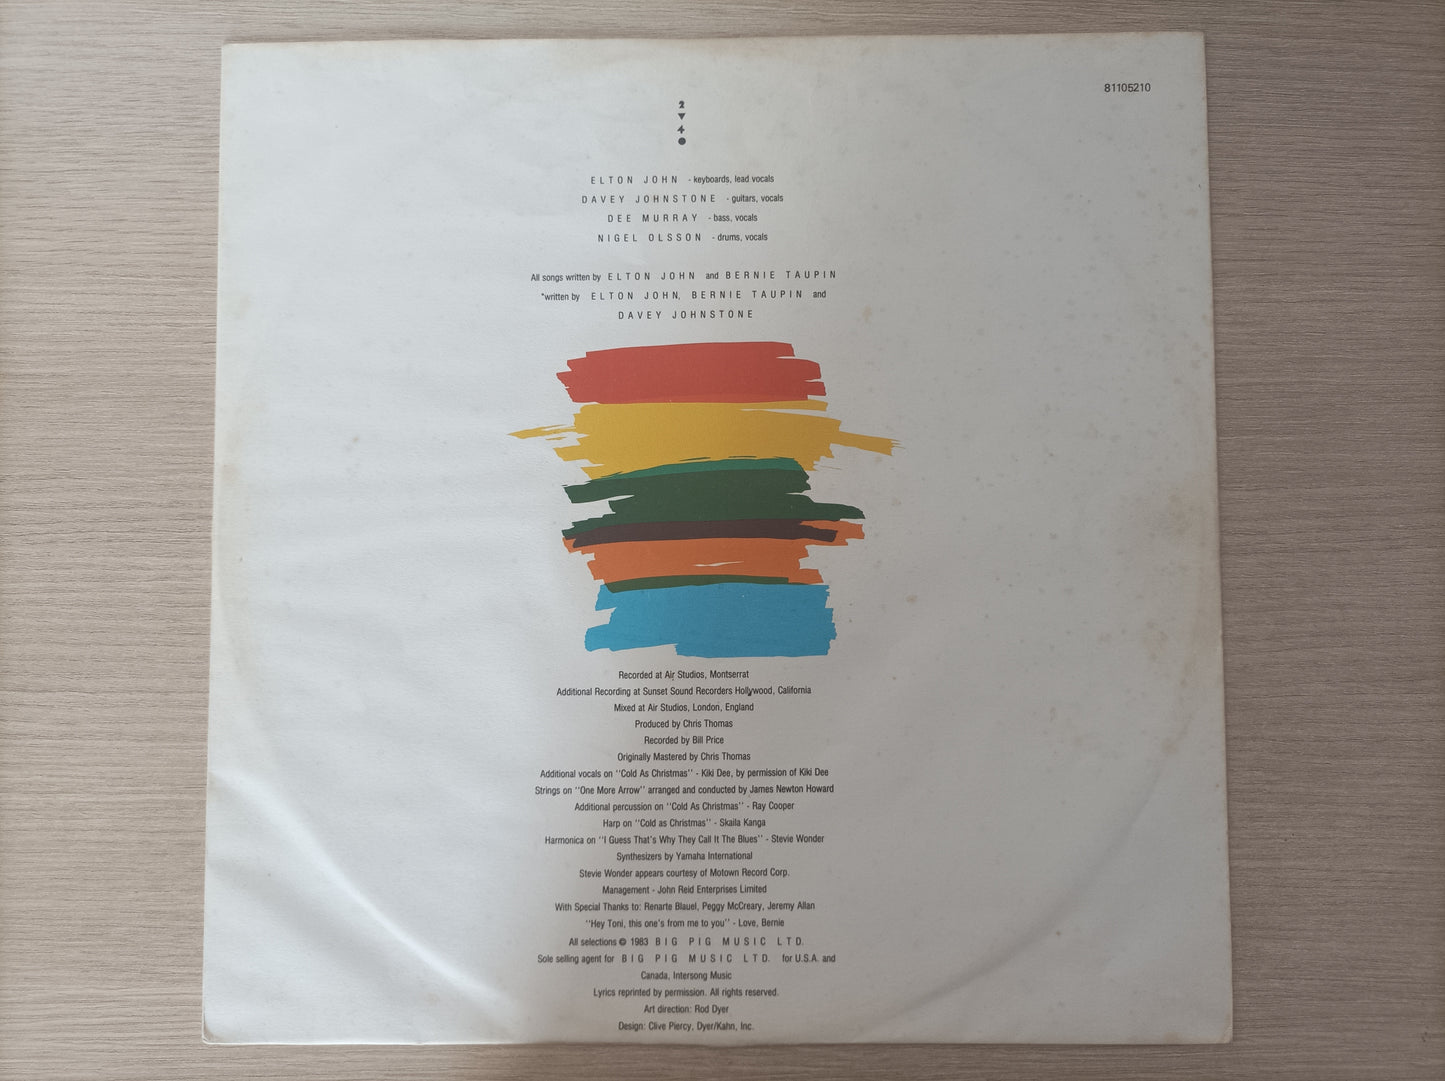 81105210
2
4
ELTON JOHN - keyboards, lead vocals
DAVEY JOHNSTONE - guitars, vocals
DEE MURRAY - bass, vocals
NIGEL OLSSON - drums, vocals
All songs written by ELTON JOHN and BERNIE TAUPIN
*written by ELTON JOHN, BERNIE TAUPIN and
DAVEY JOHNSTONE
Recorded at Air Studios, Montserrat
Additional Recording at Sunset Sound Recorders Hollywood, California
Mixed at Air Studios, London, England
Produced by Chris Thomas
Recorded by Bill Price
Originally Mastered by Chris Thomas
Additional vocals on "Cold As Christmas" - Kiki Dee, by permission of Kiki Dee
Strings on "One More Arrow" arranged and conducted by James Newton Howard
Additional percussion on "Cold As Christmas" - Ray Cooper
Harp on "Cold as Christmas" - Skaila Kanga
Harmonica on "I Guess That's Why They Call It The Blues" - Stevie Wonder
Synthesizers by Yamaha International
Stevie Wonder appears courtesy of Motown Record Corp.
Management - John Reid Enterprises Limited
With Special Thanks to: Renarte Blauel, Peggy McCreary, Jeremy Allan
"Hey Toni, this one's from me to you" - Love, Bernie
All selections © 1983 BIG PIG MUSIC LTD.
Sole selling agent for BIG PIG MUSIC LTD. for U.S.A. and
Canada, Intersong Music
Lyrics reprinted by permission. All rights reserved.
Art direction: Rod Dyer
Design: Clive Piercy, Dyer/Kahn, Inc.